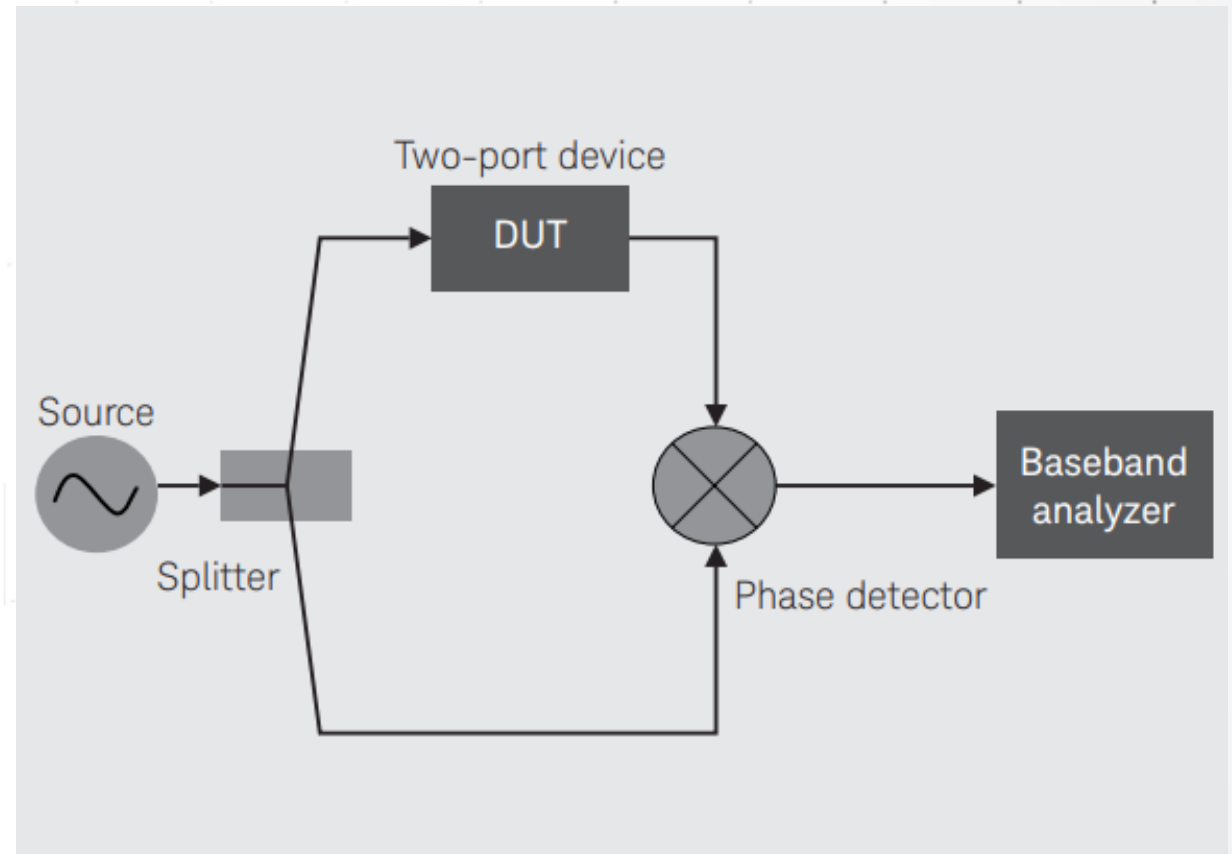 Two-port device
DUT
Source
Splitter
Phase detector
Baseband
analyzer